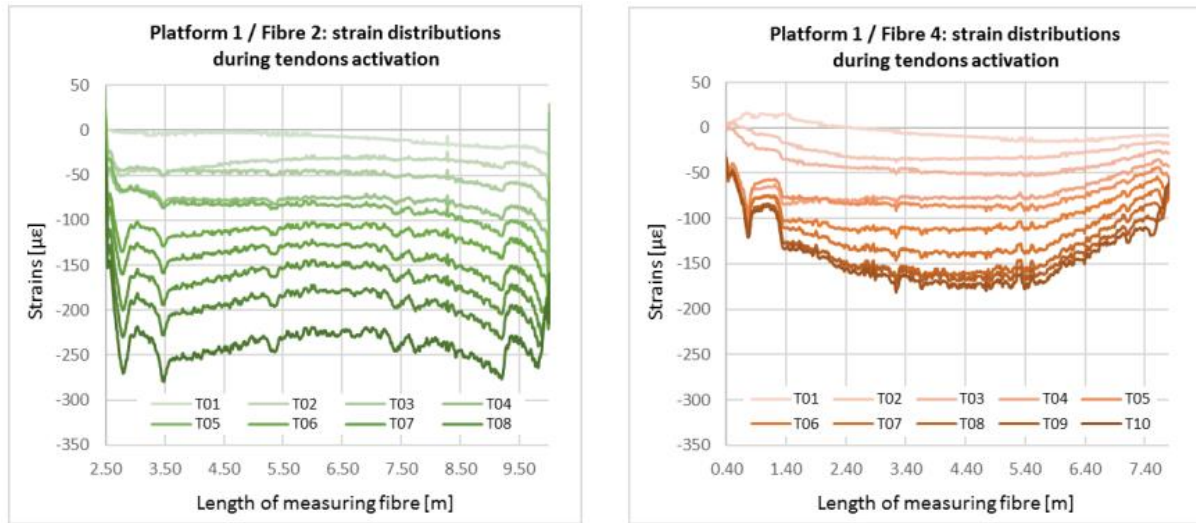 Platform 1 / Fibre 2: strain distributions
during tendons activation
50
0
-50
-100
-150
-200
-250
-300
-350
Strains [με]
T01 T02 T03 T04
T05 T06 T07 T08
2.50 3.50 4.50 5.50 6.50 7.50 8.50 9.50
Length of measuring fibre [m]
Platform 1 / Fibre 4: strain distributions
during tendons activation
50
0
-50
-100
-150
-200
-250
-300
-350
Strains [με]
T01 T02 T03 T04 T05
T06 T07 T08 T09 T10
0.40 1.40 2.40 3.40 4.40 5.40 6.40 7.40
Length of measuring fibre [m]